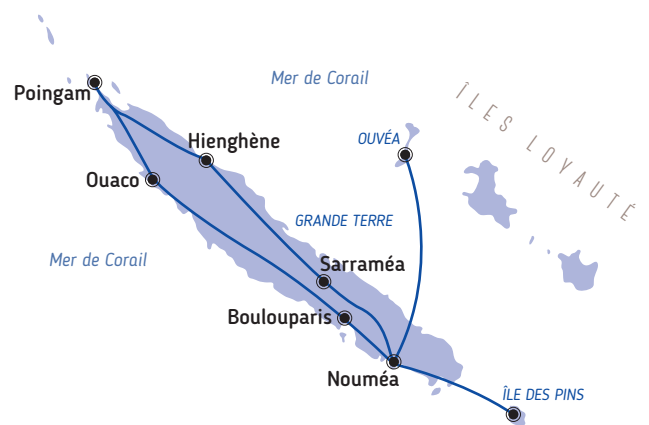 Mer de Corail
Poingam
ÎLES LOYAUTÉ
Hienghène
OUVÉA
Ouaco
GRANDE TERRE
Mer de Corail
Sarraméa
Boulouparis
Nouméa
ÎLE DES PINS